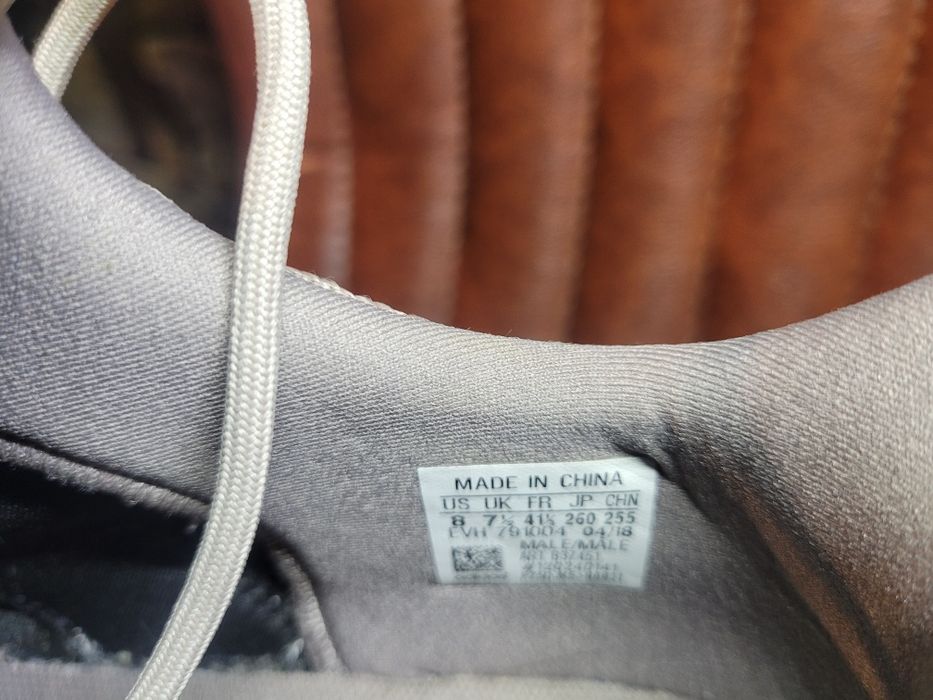 MADE IN CHINA
US UK FR JP CHN
8 7½ 41⅓ 260 255
EVH 791004 04/18
MALE/MALE
ART